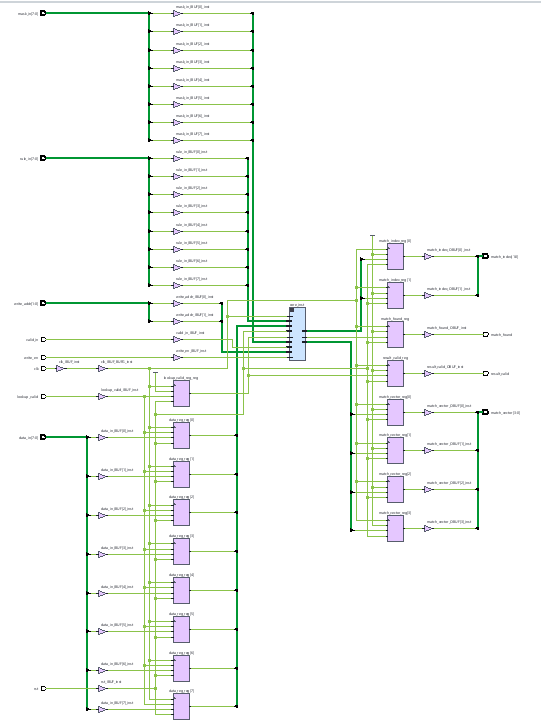 mask_in[7:0]
mask_in_IBUF[0]_inst
mask_in_IBUF[1]_inst
mask_in_IBUF[2]_inst
mask_in_IBUF[3]_inst
mask_in_IBUF[4]_inst
mask_in_IBUF[5]_inst
mask_in_IBUF[6]_inst
mask_in_IBUF[7]_inst
rule_in[7:0]
rule_in_IBUF[0]_inst
rule_in_IBUF[1]_inst
rule_in_IBUF[2]_inst
rule_in_IBUF[3]_inst
rule_in_IBUF[4]_inst
rule_in_IBUF[5]_inst
rule_in_IBUF[6]_inst
rule_in_IBUF[7]_inst
write_addr[1:0]
write_addr_IBUF[0]_inst
write_addr_IBUF[1]_inst
valid_in
valid_in_IBUF_inst
write_en
write_en_IBUF_inst
clk
clk_IBUF_inst
clk_IBUF_BUFG_inst
lookup_valid
lookup_valid_IBUF_inst
lookup_valid_reg_reg
data_in[7:0]
data_in_IBUF[0]_inst
data_reg_reg[0]
data_in_IBUF[1]_inst
data_reg_reg[1]
data_in_IBUF[2]_inst
data_reg_reg[2]
data_in_IBUF[3]_inst
data_reg_reg[3]
data_in_IBUF[4]_inst
data_reg_reg[4]
data_in_IBUF[5]_inst
data_reg_reg[5]
data_in_IBUF[6]_inst
data_reg_reg[6]
rst
rst_IBUF_inst
data_in_IBUF[7]_inst
data_reg_reg[7]
match_index_reg[0]
match_index_OBUF[0]_inst
match_index[1:0]
match_index_reg[1]
match_index_OBUF[1]_inst
match_found_reg
match_found_OBUF_inst
match_found
result_valid_reg
result_valid_OBUF_inst
result_valid
match_vector_reg[0]
match_vector_OBUF[0]_inst
match_vector[3:0]
match_vector_reg[1]
match_vector_OBUF[1]_inst
match_vector_reg[2]
match_vector_OBUF[2]_inst
match_vector_reg[3]
match_vector_OBUF[3]_inst